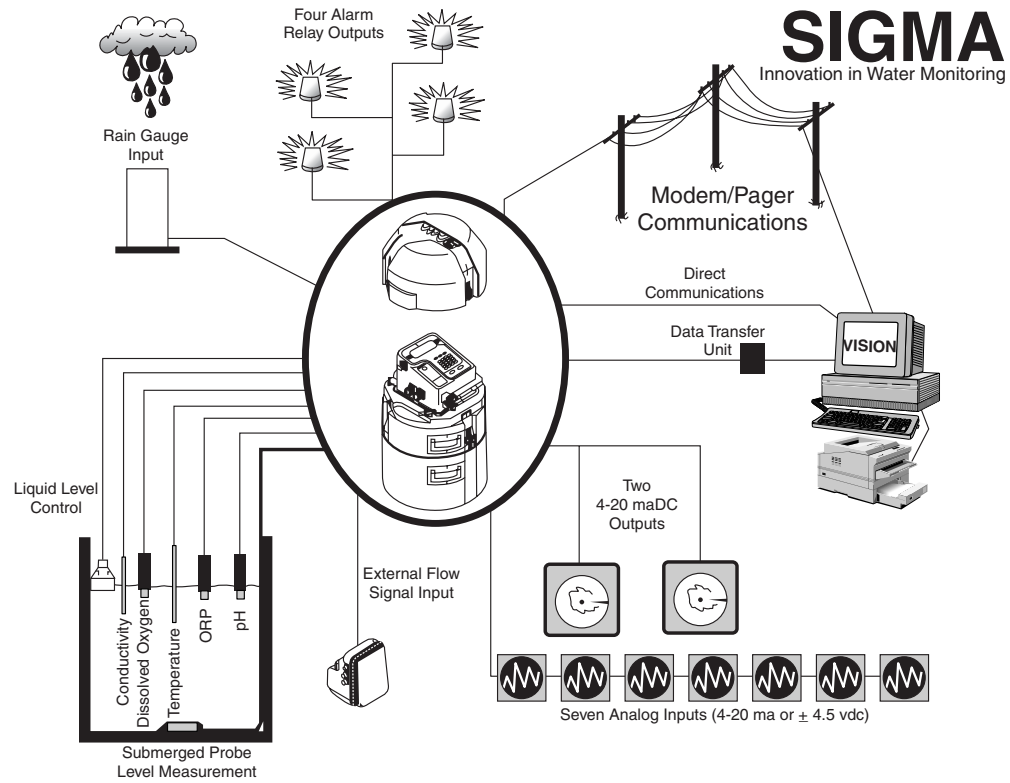 SIGMA
Innovation in Water Monitoring
Four Alarm
Relay Outputs
Rain Gauge
Input
Modem/Pager
Communications
Direct
Communications
Data Transfer
Unit
VISION
Liquid Level
Control
Conductivity
Dissolved Oxygen
Temperature
ORP
pH
Submerged Probe
Level Measurement
External Flow
Signal Input
Two
4-20 maDC
Outputs
Seven Analog Inputs (4-20 ma or ± 4.5 vdc)